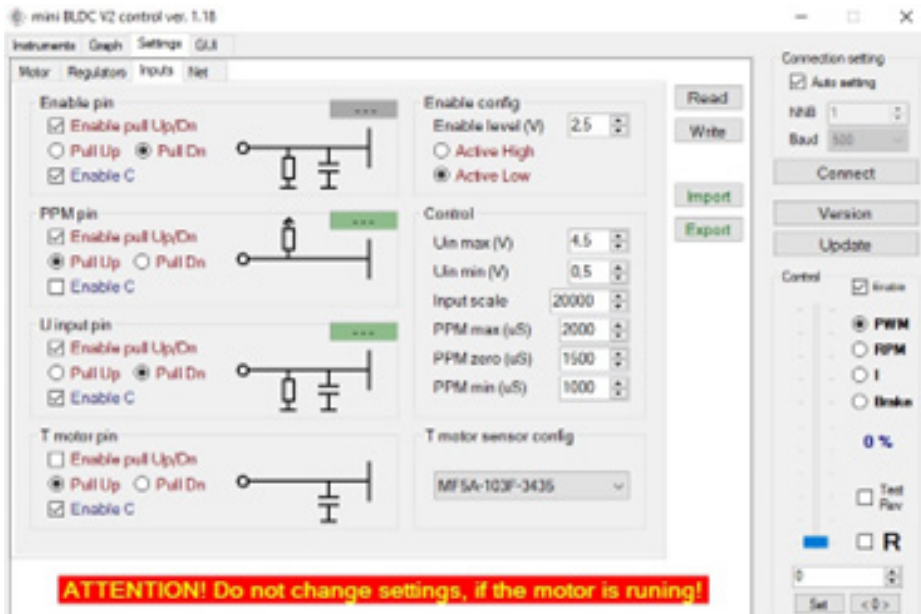 mini BLDC V2 control ver. 1.18
Instruments Graph Settings GUI
Motor Regulators Inputs Net
Enable pin
---
Enable pull Up/Dn
Pull Up Pull Dn
Enable C
PPM pin
---
Enable pull Up/Dn
Pull Up Pull Dn
Enable C
U input pin
---
Enable pull Up/Dn
Pull Up Pull Dn
Enable C
T motor pin
Enable pull Up/Dn
Pull Up Pull Dn
Enable C
Enable config
Enable level (V) 2.5
Active High
Active Low
Control
Uin max (V) 4.5
Uin min (V) 0.5
Input scale 20000
PPM max (uS) 2000
PPM zero (uS) 1500
PPM min (uS) 1000
T motor sensor config
MF5A-103F-3435
Read
Write
Import
Export
ATTENTION! Do not change settings, if the motor is runing!
Connection setting
Auto setting
NNB 1
Baud 500
Connect
Version
Update
Control
Enable
PWM
RPM
I
Brake
0 %
Test
Rev
R
0
Set < 0 >